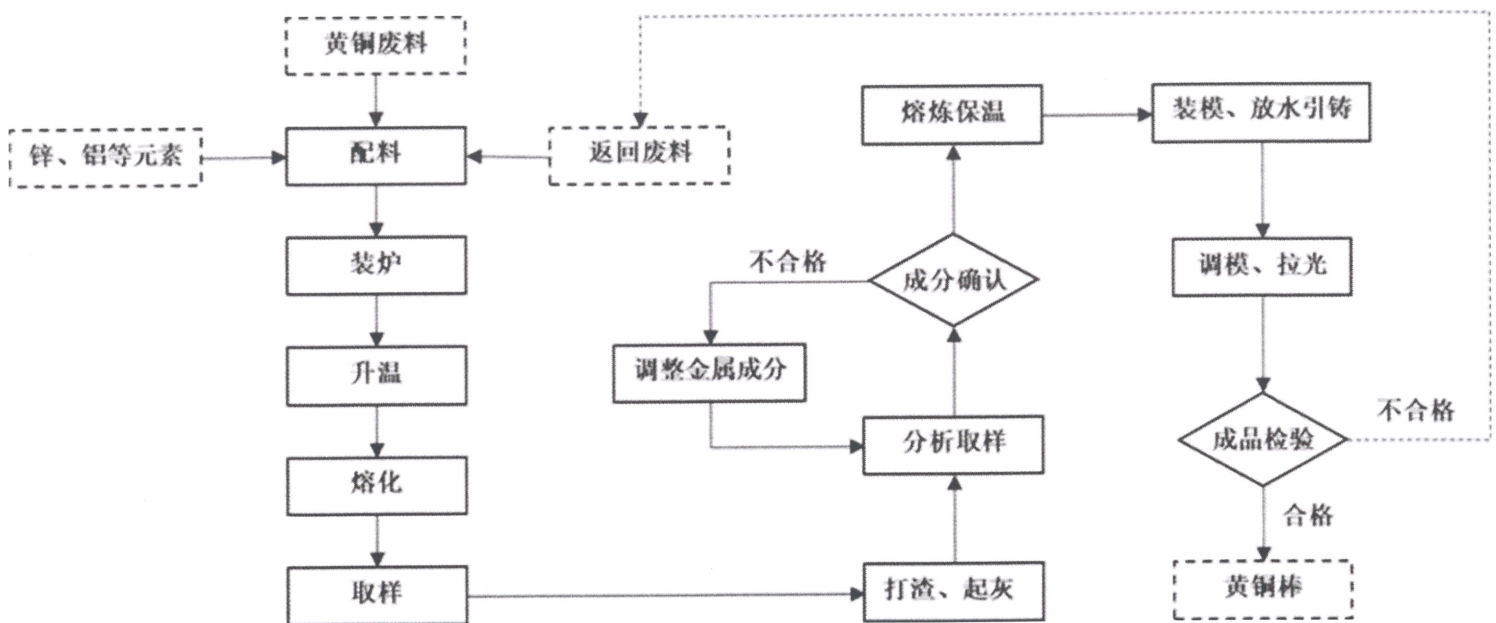 黄铜废料
锌、铝等元素
配料
返回废料
装炉
升温
熔化
取样
打渣、起灰
分析取样
成分确认
不合格
调整金属成分
熔炼保温
装模、放水引铸
调模、拉光
成品检验
不合格
合格
黄铜棒